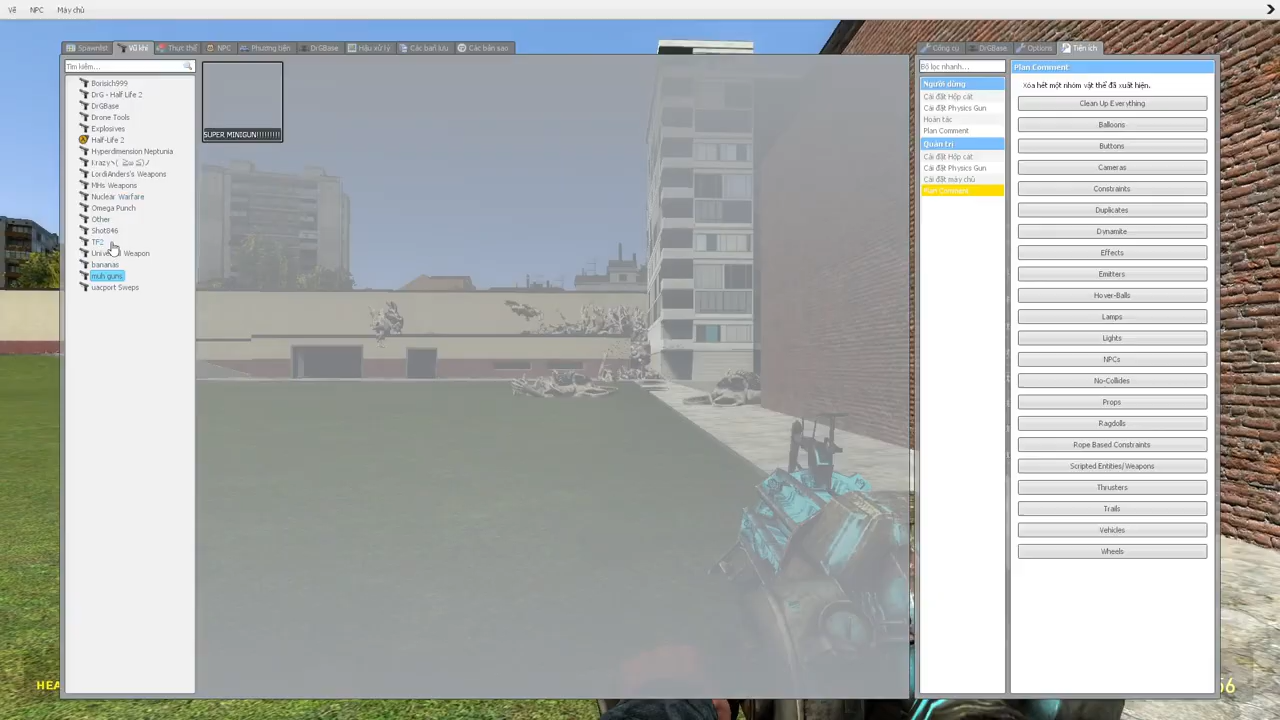 Vẽ NPC Máy chủ
Spawnlist Vũ khí Thực thể NPC Phương tiện DrGBase Hậu xử lý Các bản lưu Các bản sao
Tìm kiếm...
Borisich999
DrG - Half Life 2
DrGBase
Drone Tools
Explosives
Half-Life 2
Hyperdimension Neptunia
LordiAnders's Weapons
MHs Weapons
Nuclear Warfare
Omega Punch
Other
Shot846
TF2
Weapon
bananas
muh guns
uacport Sweps
SUPER MINIGUN!!!!!!!!!
Công cụ DrGBase Options Tiện ích
Bộ lọc nhanh...
Người dùng
Cài đặt Hộp cát
Cài đặt Physics Gun
Hoàn tác
Plan Comment
Quản trị
Cài đặt Hộp cát
Cài đặt Physics Gun
Cài đặt máy chủ
Plan Comment
Plan Comment
Xóa hết một nhóm vật thể đã xuất hiện.
Clean Up Everything
Balloons
Buttons
Cameras
Constraints
Duplicates
Dynamite
Effects
Emitters
Hover-Balls
Lamps
Lights
NPCs
No-Collides
Props
Ragdolls
Rope Based Constraints
Scripted Entities/Weapons
Thrusters
Trails
Vehicles
Wheels